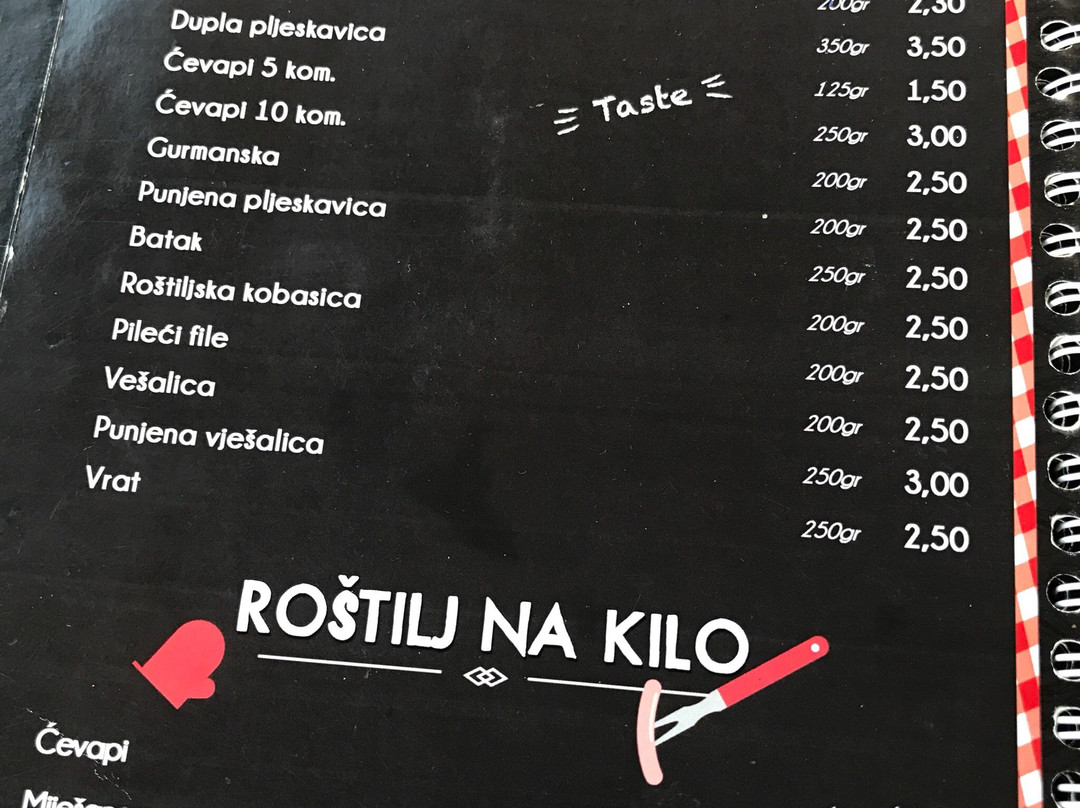 200gr
Dupla pljeskavica 350gr 3,50
Ćevapi 5 kom. 125gr 1,50
Taste
Ćevapi 10 kom. 250gr 3,00
Gurmanska 200gr 2,50
Punjena pljeskavica 200gr 2,50
Batak 250gr 2,50
Roštiljska kobasica 200gr 2,50
Pileći file 200gr 2,50
Vešalica 200gr 2,50
Punjena vješalica 250gr 3,00
Vrat 250gr 2,50
ROŠTILJ NA KILO
Ćevapi